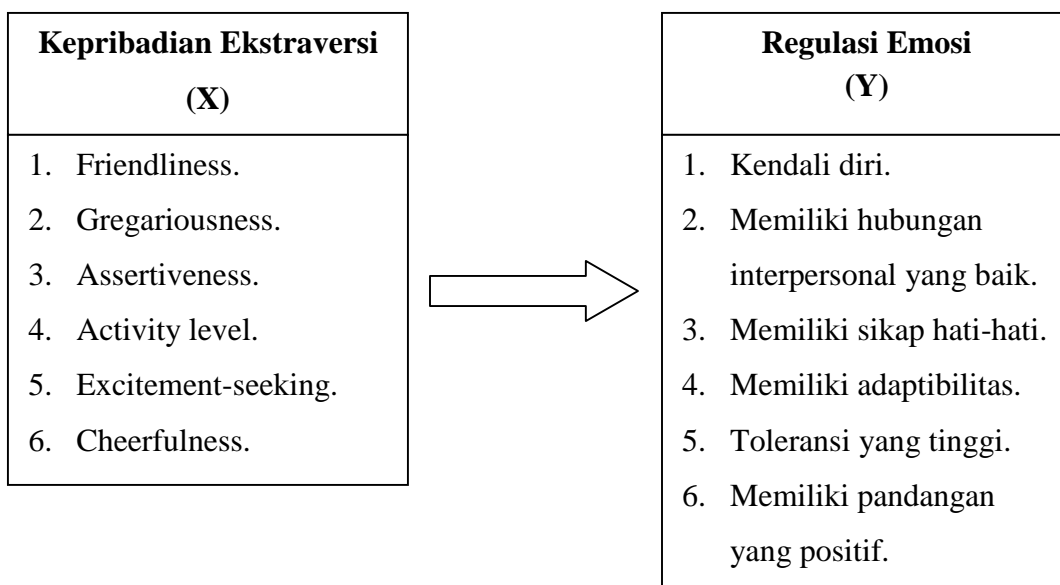 Kepribadian Ekstraversi
(X)
1. Friendliness.
2. Gregariousness.
3. Assertiveness.
4. Activity level.
5. Excitement-seeking.
6. Cheerfulness.
Regulasi Emosi
(Y)
1. Kendali diri.
2. Memiliki hubungan
interpersonal yang baik.
3. Memiliki sikap hati-hati.
4. Memiliki adaptibilitas.
5. Toleransi yang tinggi.
6. Memiliki pandangan
yang positif.